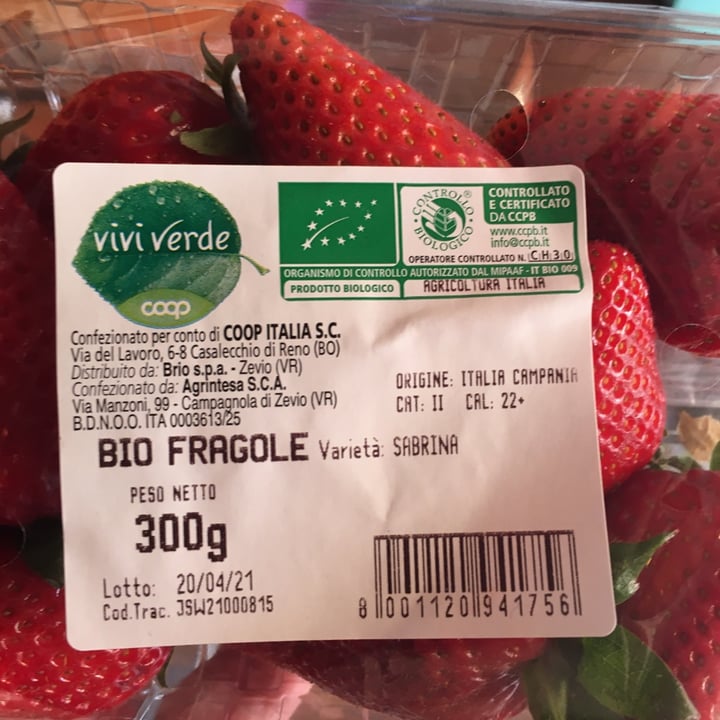 vivi verde
coop
CONTROLLO BIOLOGICO
CONTROLLATO
E CERTIFICATO
DA CCPB
www.ccpb.it
info@ccpb.it
OPERATORE CONTROLLATO N. CH30
ORGANISMO DI CONTROLLO AUTORIZZATO DAL MIPAAF - IT BIO 009
PRODOTTO BIOLOGICO
AGRICOLTURA ITALIA
Confezionato per conto di COOP ITALIA S.C.
Via del Lavoro, 6-8 Casalecchio di Reno (BO)
Distribuito da: Brio s.p.a. - Zevio (VR)
Confezionato da: Agrintesa S.C.A.
Via Manzoni, 99 - Campagnola di Zevio (VR)
B.D.N.O.O. ITA 0003613/25
ORIGINE: ITALIA CAMPANIA
CAT: II CAL: 22+
BIO FRAGOLE Varietà: SABRINA
PESO NETTO
300g
Lotto: 20/04/21
Cod.Trac. JSW21000815
8 001120 941756